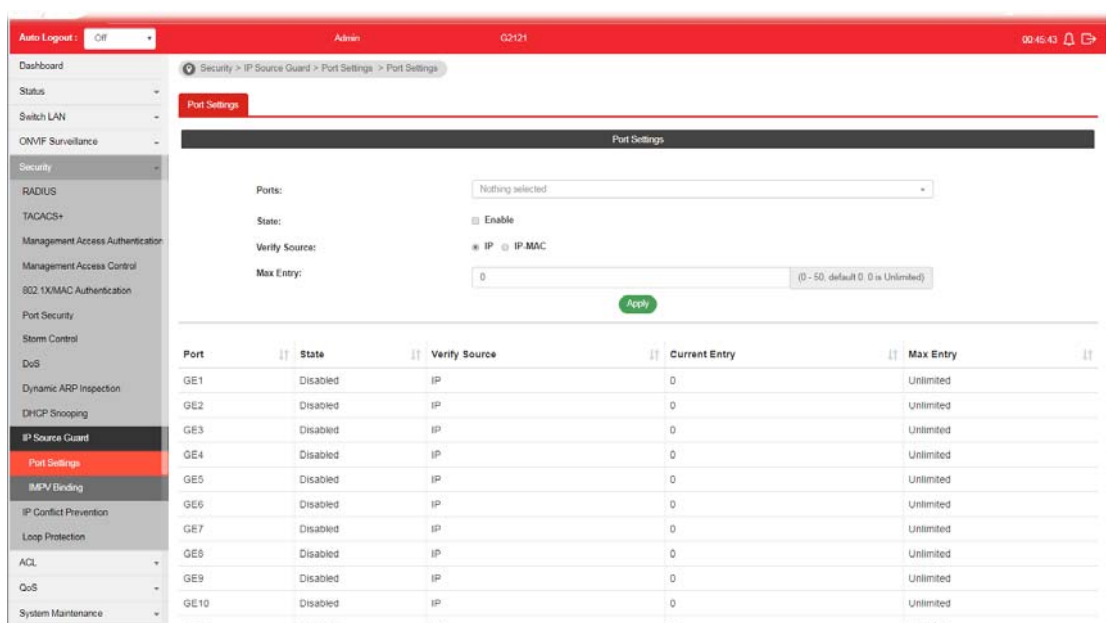 Auto Logout : Off Admin G2121 00:45:43
Dashboard
Status
Switch LAN
ONVIF Surveillance
Security
RADIUS
TACACS+
Management Access Authentication
Management Access Control
802.1X/MAC Authentication
Port Security
Storm Control
DoS
Dynamic ARP Inspection
DHCP Snooping
IP Source Guard
Port Settings
IMPV Binding
IP Conflict Prevention
Loop Protection
ACL
QoS
System Maintenance
Security > IP Source Guard > Port Settings > Port Settings
Port Settings
Port Settings
Ports: Nothing selected
State: Enable
Verify Source: IP IP-MAC
Max Entry: 0 (0 - 50, default 0, 0 is Unlimited)
Apply
Port State Verify Source Current Entry Max Entry
GE1 Disabled IP 0 Unlimited
GE2 Disabled IP 0 Unlimited
GE3 Disabled IP 0 Unlimited
GE4 Disabled IP 0 Unlimited
GE5 Disabled IP 0 Unlimited
GE6 Disabled IP 0 Unlimited
GE7 Disabled IP 0 Unlimited
GE8 Disabled IP 0 Unlimited
GE9 Disabled IP 0 Unlimited
GE10 Disabled IP 0 Unlimited